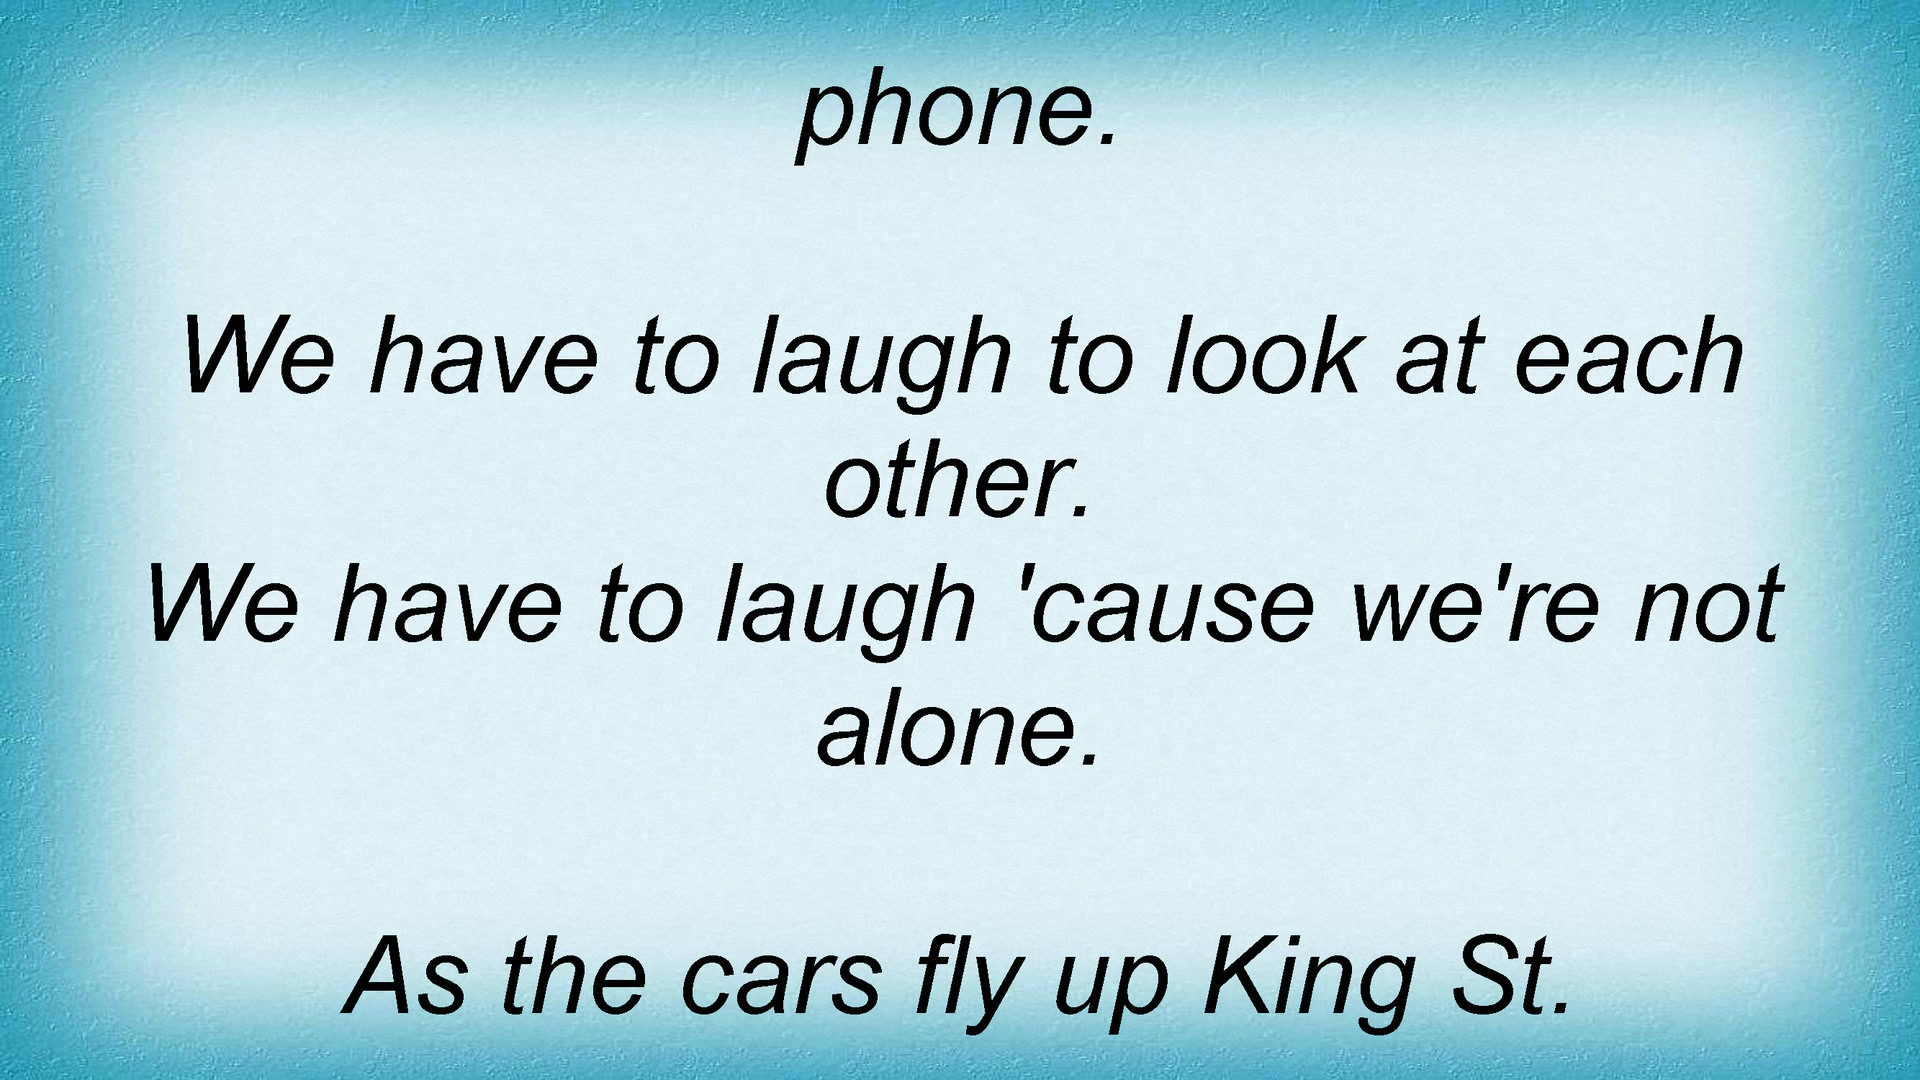 phone.
We have to laugh to look at each
other.
We have to laugh 'cause we're not
alone.
As the cars fly up King St.